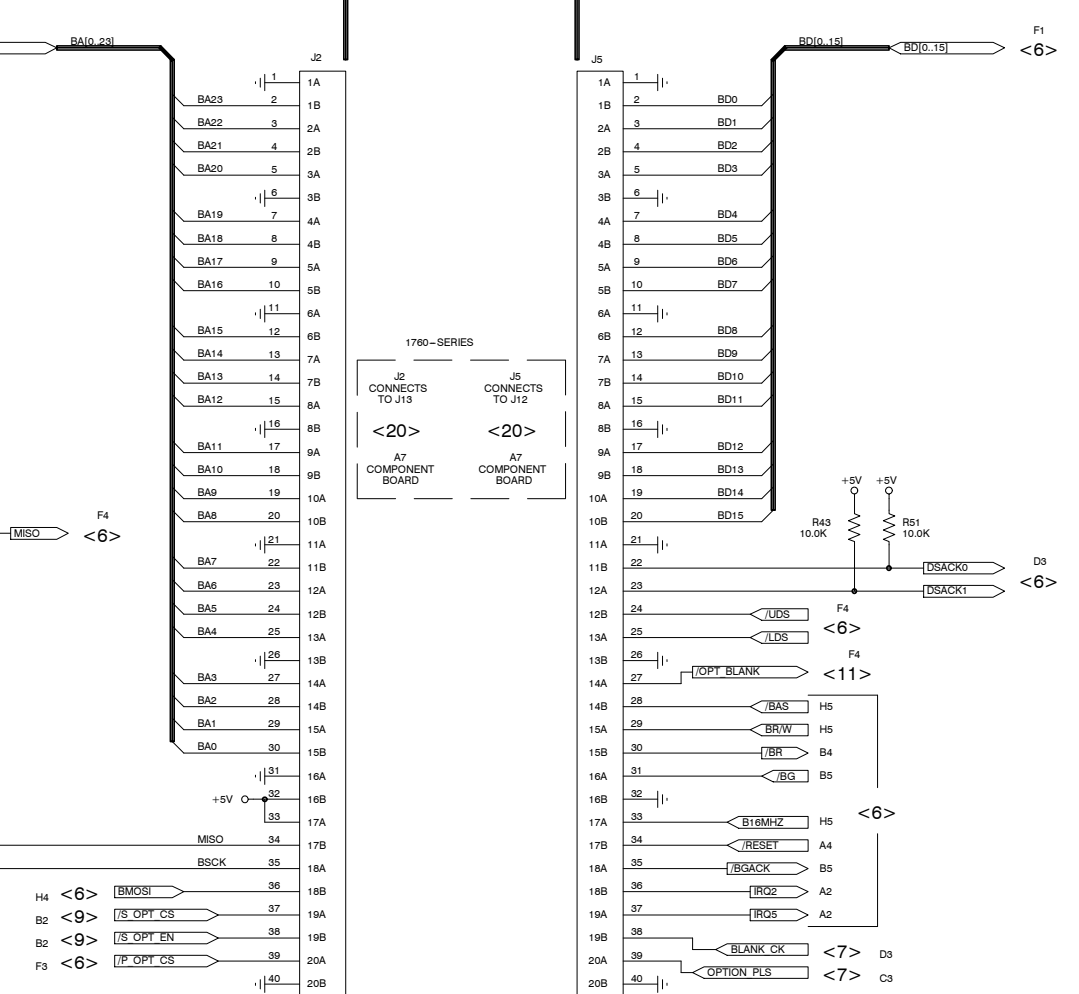 BA[0..23]
BD[0..15]
BD[0..15]
F1
<6>
J2
J5
1 1A 1A 1
BA23 2 1B 1B 2 BD0
BA22 3 2A 2A 3 BD1
BA21 4 2B 2B 4 BD2
BA20 5 3A 3A 5 BD3
6 3B 3B 6
BA19 7 4A 4A 7 BD4
BA18 8 4B 4B 8 BD5
BA17 9 5A 5A 9 BD6
BA16 10 5B 5B 10 BD7
11 6A 6A 11
BA15 12 6B 6B 12 BD8
1760-SERIES
BA14 13 7A 7A 13 BD9
BA13 14 7B 7B 14 BD10
BA12 15 8A 8A 15 BD11
J2
CONNECTS
TO J13
<20>
A7
COMPONENT
BOARD
J5
CONNECTS
TO J12
<20>
A7
COMPONENT
BOARD
16 8B 8B 16
BA11 17 9A 9A 17 BD12
BA10 18 9B 9B 18 BD13
BA9 19 10A 10A 19 BD14
BA8 20 10B 10B 20 BD15
+5V +5V
R43
10.0K
R51
10.0K
MISO
F4
<6>
21 11A 11A 21
BA7 22 11B 11B 22 DSACK0
BA6 23 12A 12A 23 DSACK1
D3
<6>
BA5 24 12B 12B 24 /UDS
BA4 25 13A 13A 25 /LDS
F4
<6>
26 13B 13B 26
BA3 27 14A 14A 27 /OPT_BLANK
F4
<11>
BA2 28 14B 14B 28 /BAS H5
BA1 29 15A 15A 29 BR/W H5
BA0 30 15B 15B 30 /BR B4
31 16A 16A 31 /BG B5
+5V 32 16B 16B 32
<6>
33 17A 17A 33 B16MHZ H5
MISO 34 17B 17B 34 /RESET A4
BSCK 35 18A 18A 35 /BGACK B5
H4 <6> BMOSI 36 18B 18B 36 IRQ2 A2
B2 <9> /S_OPT_CS 37 19A 19A 37 IRQ5 A2
B2 <9> /S_OPT_EN 38 19B 19B 38 BLANK_CK <7> D3
F3 <6> /P_OPT_CS 39 20A 20A 39 OPTION_PLS <7> C3
40 20B 20B 40